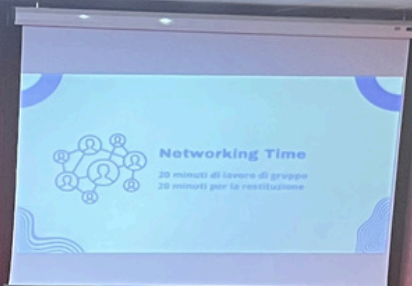 Networking Time
20 minuti di lavoro di gruppo
20 minuti per la restituzione